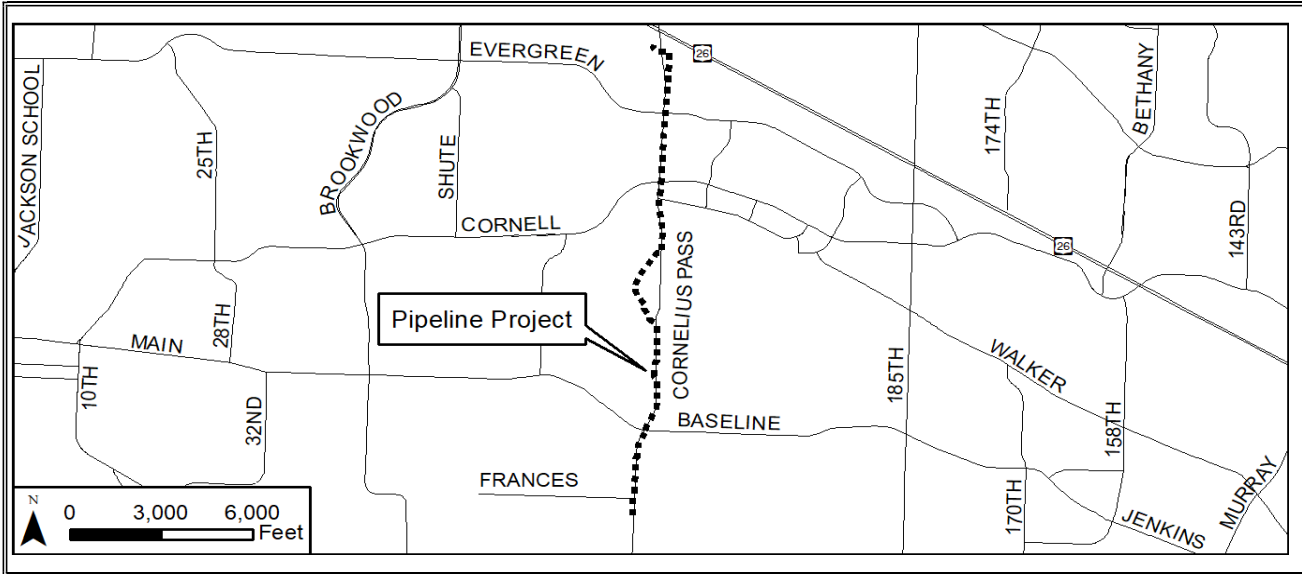 EVERGREEN
26
BETHANY
JACKSON SCHOOL
25TH
BROOKWOOD
SHUTE
174TH
CORNELL
143RD
26
CORNELIUS PASS
28TH
Pipeline Project
MAIN
WALKER
185TH
10TH
32ND
BASELINE
158TH
FRANCES
MURRAY
170TH
JENKINS
N
0 3,000 6,000
Feet